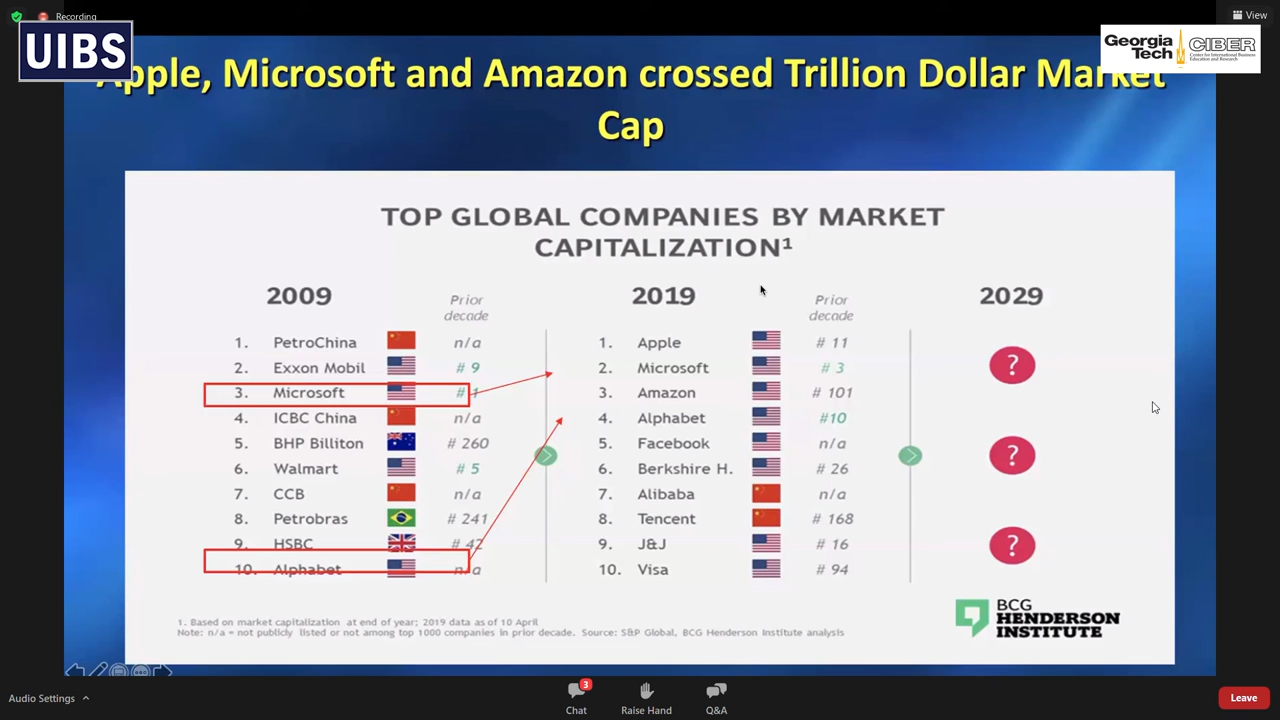 Recording
View
UIBS
Georgia Tech
CIBER
Center for International Business
Education and Research
Apple, Microsoft and Amazon crossed Trillion Dollar Market
Cap
TOP GLOBAL COMPANIES BY MARKET
CAPITALIZATION¹
2009 Prior decade 2019 Prior decade 2029
1. PetroChina n/a 1. Apple # 11
2. Exxon Mobil # 9 2. Microsoft # 3 ?
3. Microsoft # 1 3. Amazon # 101
4. ICBC China n/a 4. Alphabet #10
5. BHP Billiton # 260 5. Facebook n/a ?
6. Walmart # 5 6. Berkshire H. # 26
7. CCB n/a 7. Alibaba n/a
8. Petrobras # 241 8. Tencent # 168
9. HSBC # 42 9. J&J # 16 ?
10. Alphabet n/a 10. Visa # 94
1. Based on market capitalization at end of year; 2019 data as of 10 April
Note: n/a = not publicly listed or not among top 1000 companies in prior decade. Source: S&P Global, BCG Henderson Institute analysis
BCG
HENDERSON
INSTITUTE
Audio Settings
3
Chat
Raise Hand
Q&A
Leave